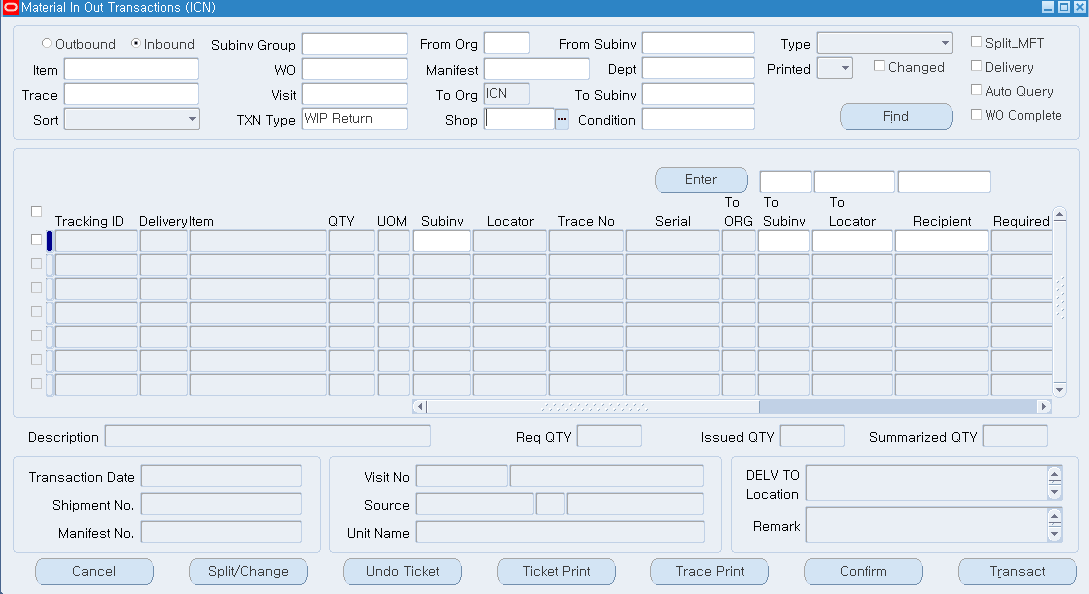 Material In Out Transactions (ICN)
Outbound Inbound Subinv Group From Org From Subinv Type Split_MFT
Item WO Manifest Dept Printed Changed Delivery
Trace Visit To Org ICN To Subinv Auto Query
Sort TXN Type WIP Return Shop ... Condition Find WO Complete
Enter
Tracking ID Delivery Item QTY UOM Subinv Locator Trace No Serial To ORG To Subinv To Locator Recipient Required
Description Req QTY Issued QTY Summarized QTY
Transaction Date Visit No DELV TO Location
Shipment No. Source
Manifest No. Unit Name Remark
Cancel Split/Change Undo Ticket Ticket Print Trace Print Confirm Transact